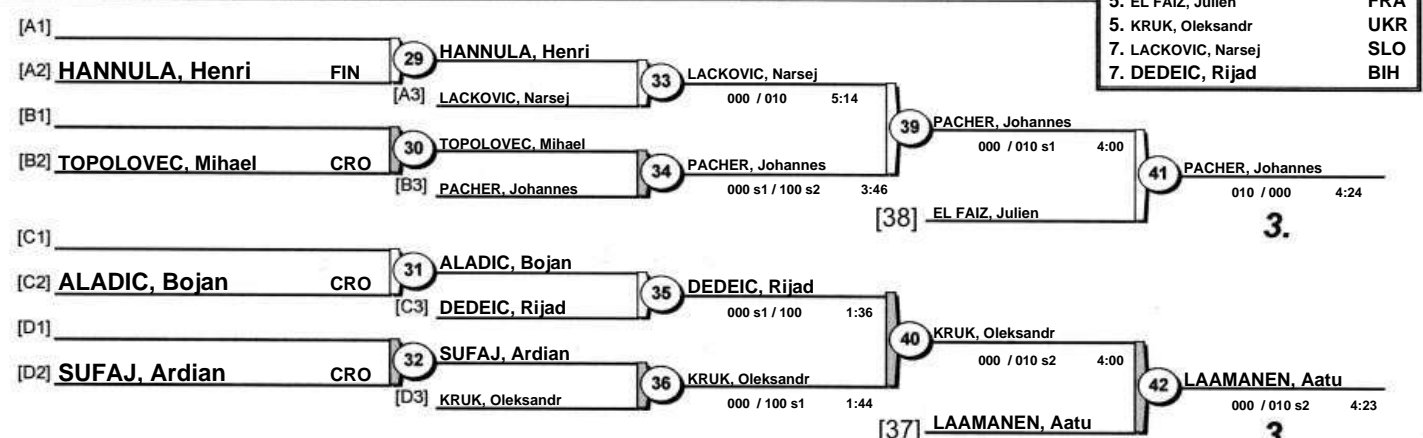 5. EL FAIZ, Julien FRA
5. KRUK, Oleksandr UKR
7. LACKOVIC, Narsej SLO
7. DEDEIC, Rijad BIH
[A1]
[A2] HANNULA, Henri FIN
29 HANNULA, Henri
[A3] LACKOVIC, Narsej
33 LACKOVIC, Narsej
000 / 010 5:14
[B1]
[B2] TOPOLOVEC, Mihael CRO
30 TOPOLOVEC, Mihael
[B3] PACHER, Johannes
34 PACHER, Johannes
000 s1 / 100 s2 3:46
39 PACHER, Johannes
000 / 010 s1 4:00
[38] EL FAIZ, Julien
41 PACHER, Johannes
010 / 000 4:24
3.
[C1]
[C2] ALADIC, Bojan CRO
31 ALADIC, Bojan
[C3] DEDEIC, Rijad
35 DEDEIC, Rijad
000 s1 / 100 1:36
[D1]
[D2] SUFAJ, Ardian CRO
32 SUFAJ, Ardian
[D3] KRUK, Oleksandr
36 KRUK, Oleksandr
000 / 100 s1 1:44
40 KRUK, Oleksandr
000 / 010 s2 4:00
[37] LAAMANEN, Aatu
42 LAAMANEN, Aatu
000 / 010 s2 4:23
3.